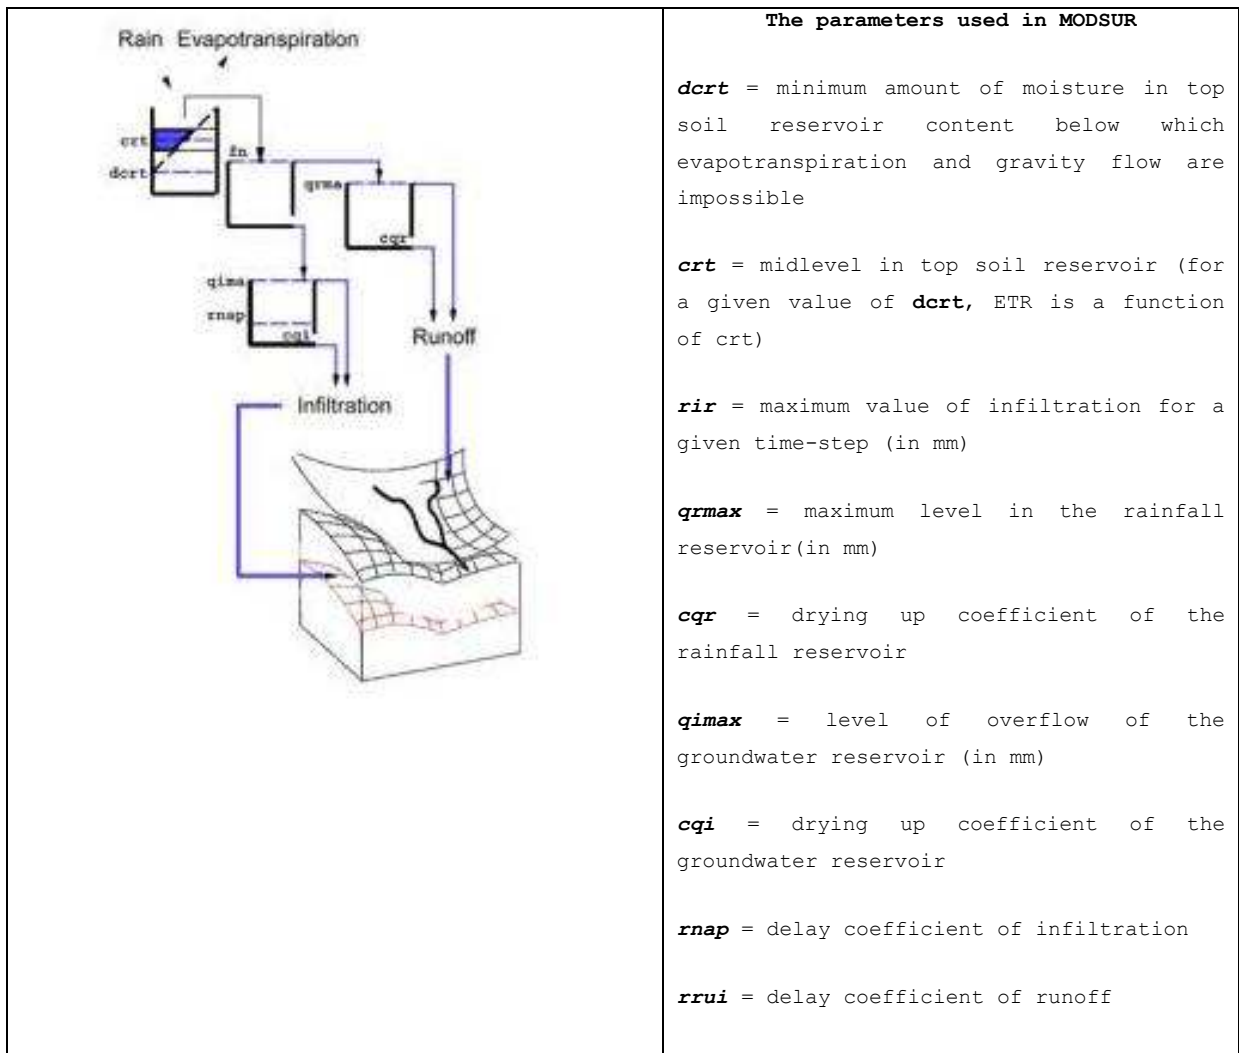 Rain Evapotranspiration
crt
dcrt
fn
qrma
cqr
qima
rnap
cqi
Runoff
Infiltration
The parameters used in MODSUR
dcrt = minimum amount of moisture in top
soil reservoir content below which
evapotranspiration and gravity flow are
impossible
crt = midlevel in top soil reservoir (for
a given value of dcrt, ETR is a function
of crt)
rir = maximum value of infiltration for a
given time-step (in mm)
qrmax = maximum level in the rainfall
reservoir(in mm)
cqr = drying up coefficient of the
rainfall reservoir
qimax = level of overflow of the
groundwater reservoir (in mm)
cqi = drying up coefficient of the
groundwater reservoir
rnap = delay coefficient of infiltration
rrui = delay coefficient of runoff